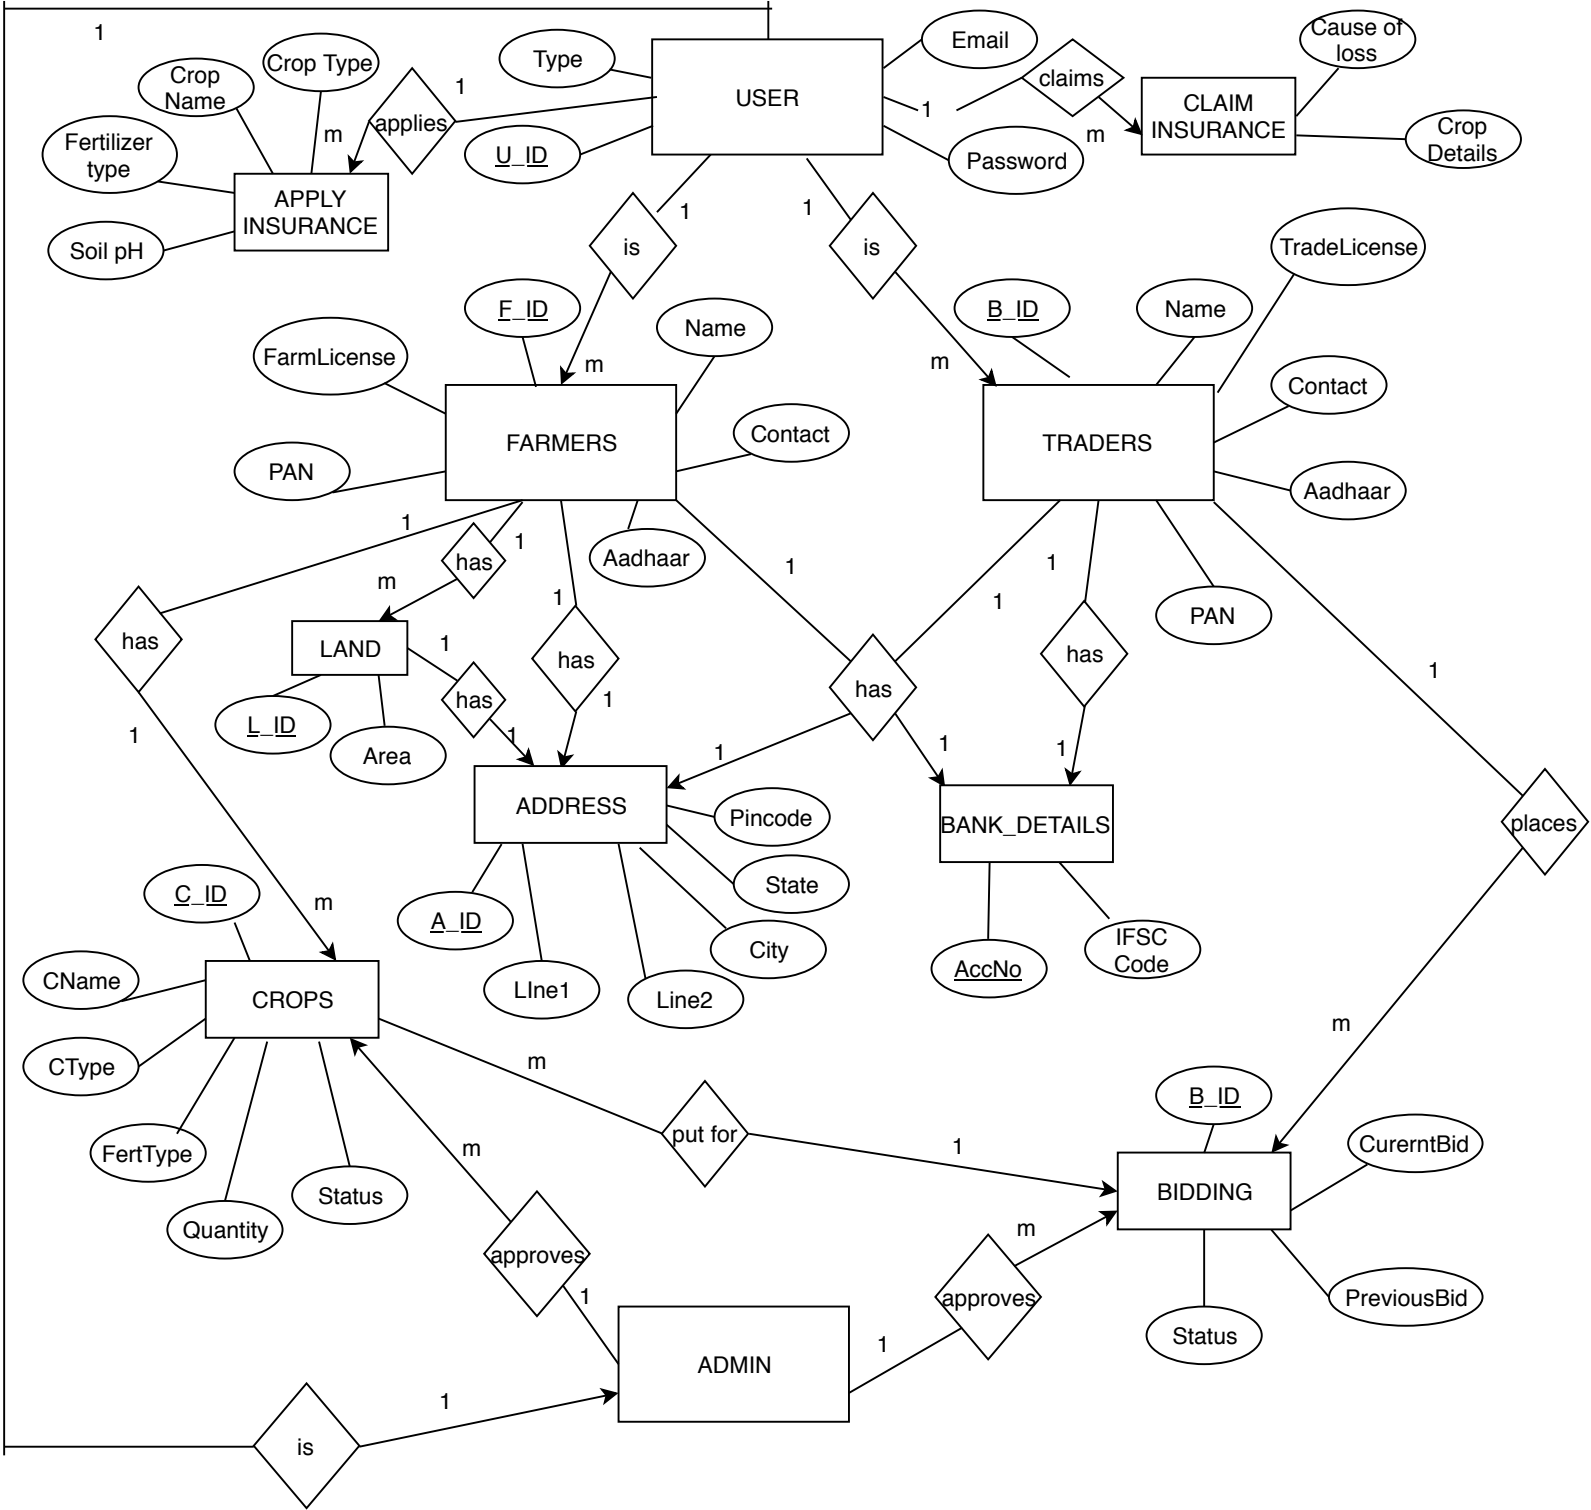 1
Type
Email
Cause of
loss
Crop Type
Crop
Name
1
USER
claims
1
CLAIM
INSURANCE
m
applies
m
Fertilizer
type
U_ID
Password
Crop
Details
APPLY
INSURANCE
1
1
Soil pH
is
is
TradeLicense
F_ID
Name
B_ID
Name
FarmLicense
m
m
Contact
FARMERS
Contact
TRADERS
PAN
Aadhaar
1
1
has
Aadhaar
1
1
m
1
1
PAN
has
LAND
1
has
has
1
has
L_ID
has
1
1
Area
1
1
1
1
1
ADDRESS
Pincode
BANK_DETAILS
places
C_ID
m
A_ID
State
City
AccNo
IFSC
Code
CName
CROPS
LIne1
Line2
m
CType
m
B_ID
FertType
m
put for
1
CurerntBid
Status
BIDDING
Quantity
m
approves
1
approves
PreviousBid
Status
1
ADMIN
1
is